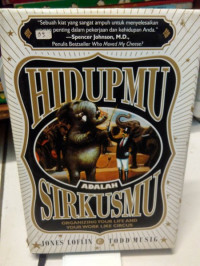 "Sebuah kiat yang sangat ampuh untuk menyelesaikan
penting dalam pekerjaan dan kehidupan Anda."
—Spencer Johnson, M.D.,
Penulis Bestseller Who Moved My Cheese?
HIDUPMU
ADALAH
SIRKUSMU
ORGANIZING YOUR LIFE AND
YOUR WORK LIFE CIRCUS
JONES LOFLIN & TODD MUSIG